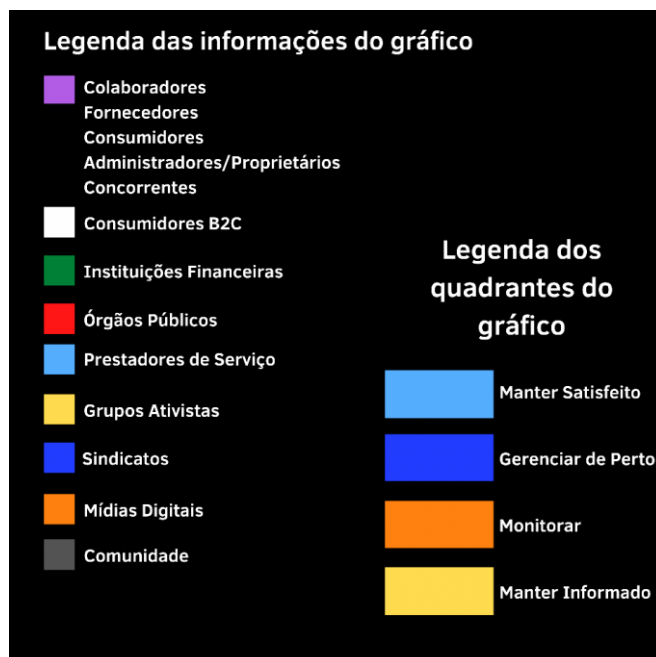 Legenda das informações do gráfico
Colaboradores
Fornecedores
Consumidores
Administradores/Proprietários
Concorrentes
Consumidores B2C
Instituições Financeiras
Órgãos Públicos
Prestadores de Serviço
Grupos Ativistas
Sindicatos
Mídias Digitais
Comunidade
Legenda dos
quadrantes do
gráfico
Manter Satisfeito
Gerenciar de Perto
Monitorar
Manter Informado